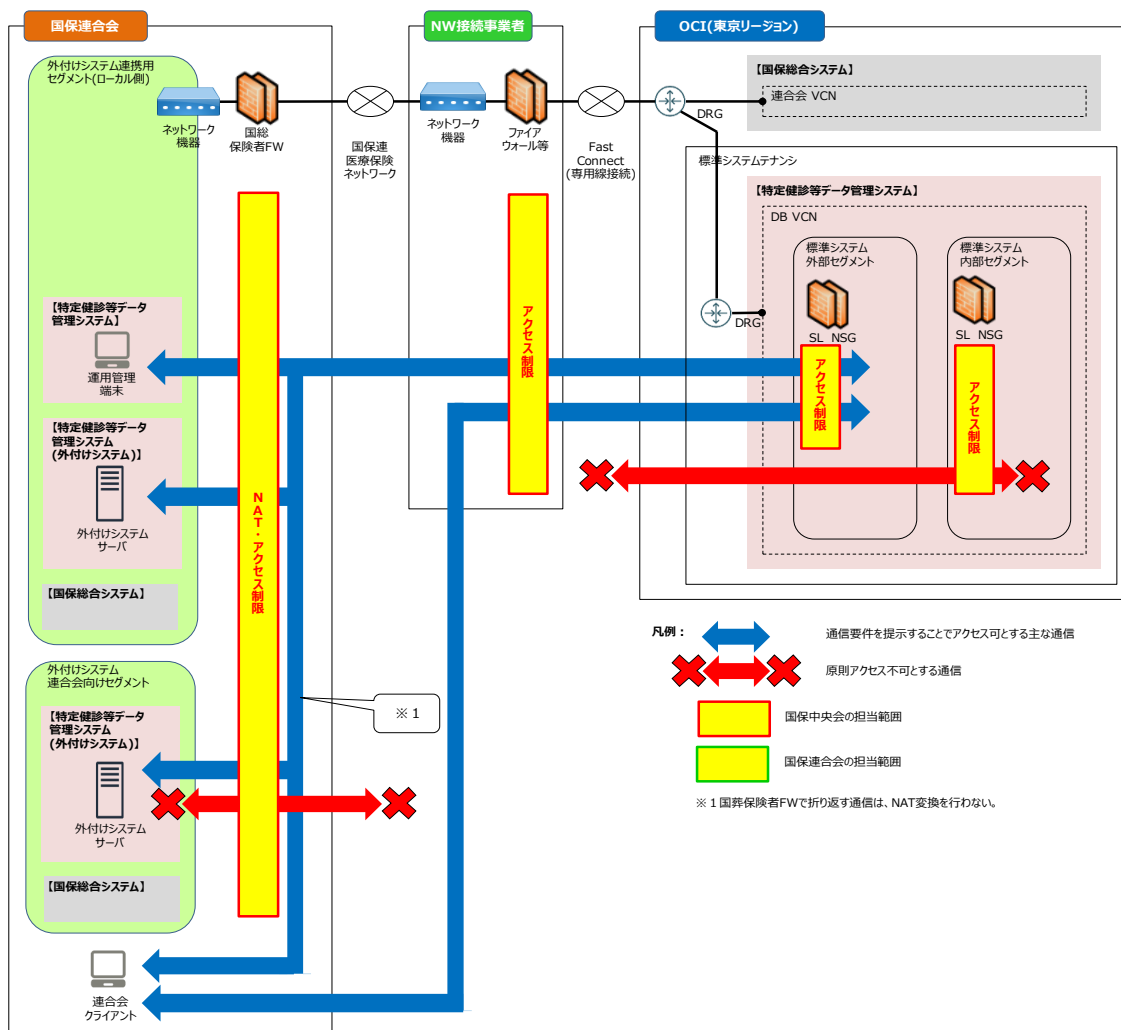 国保連合会
NW接続事業者
OCI(東京リージョン)
外付けシステム連携用
セグメント(ローカル側)
ネットワーク
機器
国総
保険者FW
国保連
医療保険
ネットワーク
ネットワーク
機器
ファイア
ウォール等
Fast
Connect
(専用線接続)
DRG
【国保総合システム】
連合会 VCN
標準システムテナンシ
【特定健診等データ管理システム】
DB VCN
標準システム
外部セグメント
標準システム
内部セグメント
DRG
SL NSG
SL NSG
【特定健診等データ
管理システム】
運用管理
端末
【特定健診等データ
管理システム
(外付けシステム)】
外付けシステム
サーバ
【国保総合システム】
NAT・アクセス制限
アクセス制限
アクセス制限
アクセス制限
外付けシステム
連合会向けセグメント
【特定健診等データ
管理システム
(外付けシステム)】
外付けシステム
サーバ
【国保総合システム】
連合会
クライアント
※1
凡例：
通信要件を提示することでアクセス可とする主な通信
原則アクセス不可とする通信
国保中央会の担当範囲
国保連合会の担当範囲
※１国葬保険者FWで折り返す通信は、NAT変換を行わない。